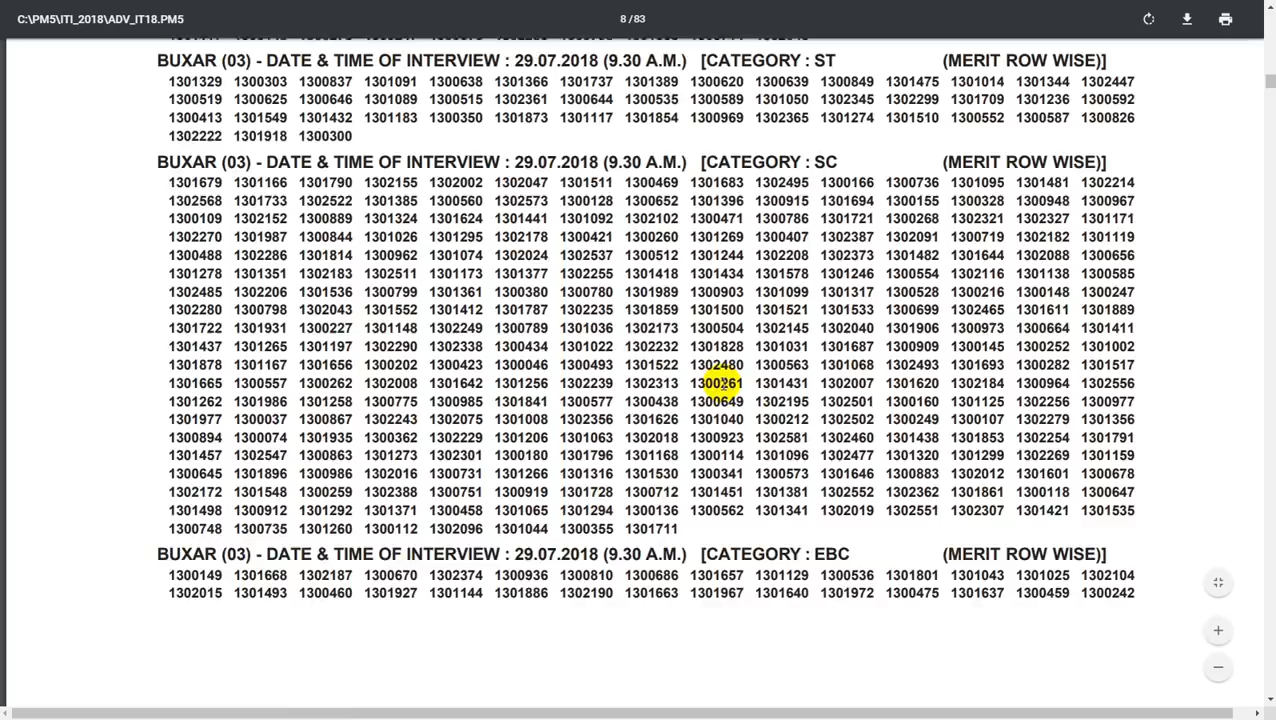 C:\PM5\ITI_2018\ADV_IT18.PM5 8 / 83
BUXAR (03) - DATE & TIME OF INTERVIEW : 29.07.2018 (9.30 A.M.) [CATEGORY : ST (MERIT ROW WISE)]
1301329 1300303 1300837 1301091 1300638 1301366 1301737 1301389 1300620 1300639 1300849 1301475 1301014 1301344 1302447
1300519 1300625 1300646 1301089 1300515 1302361 1300644 1300535 1300589 1301050 1302345 1302299 1301709 1301236 1300592
1300413 1301549 1301432 1301183 1300350 1301873 1301117 1301854 1300969 1302365 1301274 1301510 1300552 1300587 1300826
1302222 1301918 1300300
BUXAR (03) - DATE & TIME OF INTERVIEW : 29.07.2018 (9.30 A.M.) [CATEGORY : SC (MERIT ROW WISE)]
1301679 1301166 1301790 1302155 1302002 1302047 1301511 1300469 1301683 1302495 1300166 1300736 1301095 1301481 1302214
1302568 1301733 1302522 1301385 1300560 1302573 1300128 1300652 1301396 1300915 1301694 1300155 1300328 1300948 1300967
1300109 1302152 1300889 1301324 1301624 1301441 1301092 1302102 1300471 1300786 1301721 1300268 1302321 1302327 1301171
1302270 1301987 1300844 1301026 1301295 1302178 1300421 1300260 1301269 1300407 1302387 1302091 1300719 1302182 1301119
1300488 1302286 1301814 1300962 1301074 1302024 1302537 1300512 1301244 1302208 1302373 1301482 1301644 1302088 1300656
1301278 1301351 1302183 1302511 1301173 1301377 1302255 1301418 1301434 1301578 1301246 1300554 1302116 1301138 1300585
1302485 1302206 1301536 1300799 1301361 1300380 1300780 1301989 1300903 1301099 1301317 1300528 1300216 1300148 1300247
1302280 1300798 1302043 1301552 1301412 1301787 1302235 1301859 1301500 1301521 1301533 1300699 1302465 1301611 1301889
1301722 1301931 1300227 1301148 1302249 1300789 1301036 1302173 1300504 1302145 1302040 1301906 1300973 1300664 1301411
1301437 1301265 1301197 1302290 1302338 1300434 1301022 1302232 1301828 1301031 1301687 1300909 1300145 1300252 1301002
1301878 1301167 1301656 1300202 1300423 1300046 1300493 1301522 1302480 1300563 1301068 1302493 1301693 1300282 1301517
1301665 1300557 1300262 1302008 1301642 1301256 1302239 1302313 1300261 1301431 1302007 1301620 1302184 1300964 1302556
1301262 1301986 1301258 1300775 1300985 1301841 1300577 1300438 1300649 1302195 1302501 1300160 1301125 1302256 1300977
1301977 1300037 1300867 1302243 1302075 1301008 1302356 1301626 1301040 1300212 1302502 1300249 1300107 1302279 1301356
1300894 1300074 1301935 1300362 1302229 1301206 1301063 1302018 1300923 1302581 1302460 1301438 1301853 1302254 1301791
1301457 1302547 1300863 1301273 1302301 1300180 1301796 1301168 1300114 1301096 1302477 1301320 1301299 1302269 1301159
1300645 1301896 1300986 1302016 1300731 1301266 1301316 1301530 1300341 1300573 1301646 1300883 1302012 1301601 1300678
1302172 1301548 1300259 1302388 1300751 1300919 1301728 1300712 1301451 1301381 1302552 1302362 1301861 1300118 1300647
1301498 1300912 1301292 1301371 1300458 1301065 1301294 1300136 1300562 1301341 1302019 1302551 1302307 1301421 1301535
1300748 1300735 1301260 1300112 1302096 1301044 1300355 1301711
BUXAR (03) - DATE & TIME OF INTERVIEW : 29.07.2018 (9.30 A.M.) [CATEGORY : EBC (MERIT ROW WISE)]
1300149 1301668 1302187 1300670 1302374 1300936 1300810 1300686 1301657 1301129 1300536 1301801 1301043 1301025 1302104
1302015 1301493 1300460 1301927 1301144 1301886 1302190 1301663 1301967 1301640 1301972 1300475 1301637 1300459 1300242